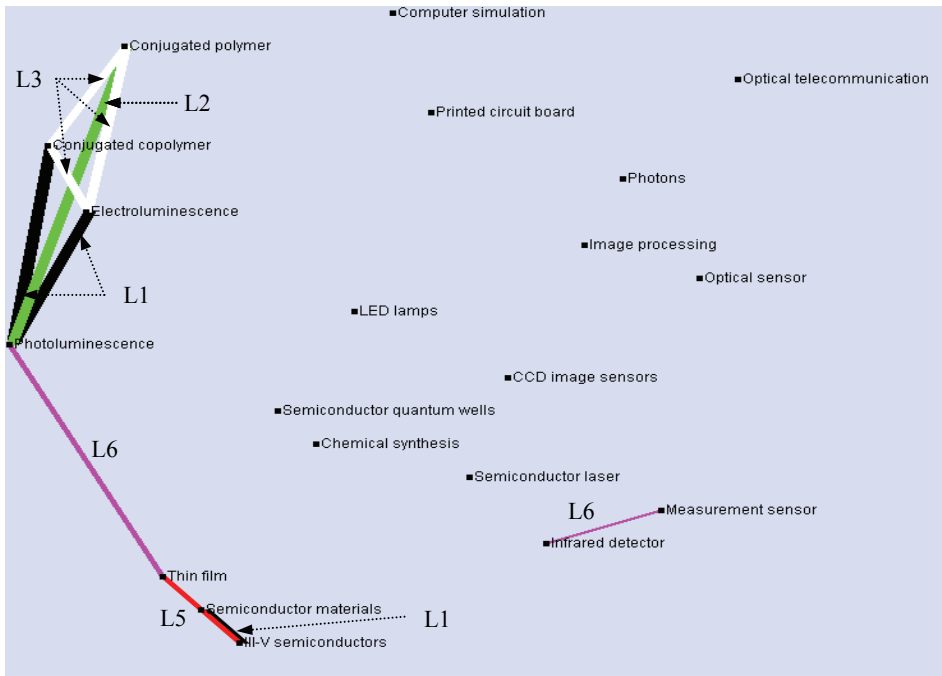 Computer simulation
Conjugated polymer
L3
Optical telecommunication
L2
Printed circuit board
Conjugated copolymer
Photons
Electroluminescence
Image processing
Optical sensor
L1
LED lamps
Photoluminescence
CCD image sensors
Semiconductor quantum wells
Chemical synthesis
L6
Semiconductor laser
L6
Measurement sensor
Infrared detector
Thin film
Semiconductor materials
L5
L1
III-V semiconductors